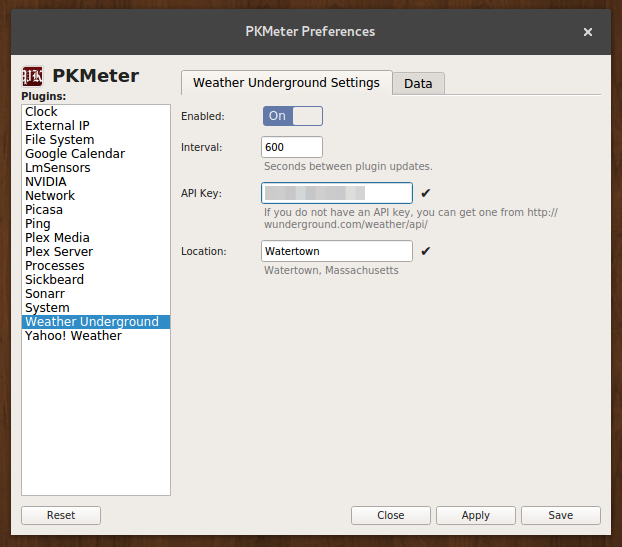 PKMeter Preferences
PKMeter
Plugins:
Clock
External IP
File System
Google Calendar
LmSensors
NVIDIA
Network
Picasa
Ping
Plex Media
Plex Server
Processes
Sickbeard
Sonarr
System
Weather Underground
Yahoo! Weather
Weather Underground Settings
Data
Enabled:
On
Interval:
600
Seconds between plugin updates.
API Key:
If you do not have an API key, you can get one from http://
wunderground.com/weather/api/
Location:
Watertown
Watertown, Massachusetts
Reset
Close
Apply
Save